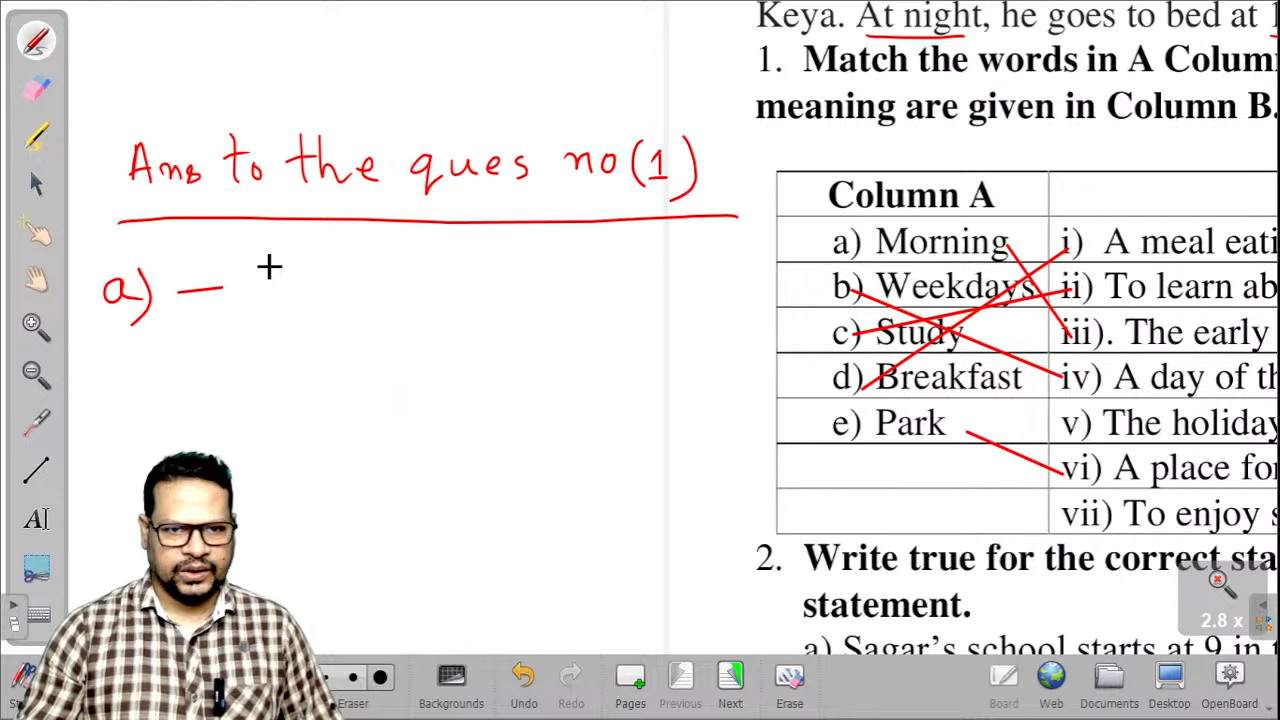 Keya. At night, he goes to bed at
1. Match the words in A Colum
meaning are given in Column B.
Ans to the ques no (1)
a) —
Column A
a) Morning
i) A meal eati
b) Weekdays
ii) To learn ab
c) Study
iii). The early
d) Breakfast
iv) A day of th
e) Park
v) The holiday
vi) A place for
vii) To enjoy s
2. Write true for the correct sta
statement.
a) Sagar's school starts at 9 in t
2.8 x
Eraser
Backgrounds
Undo
Redo
Pages
Previous
Next
Erase
Board
Web
Documents
Desktop
OpenBoard